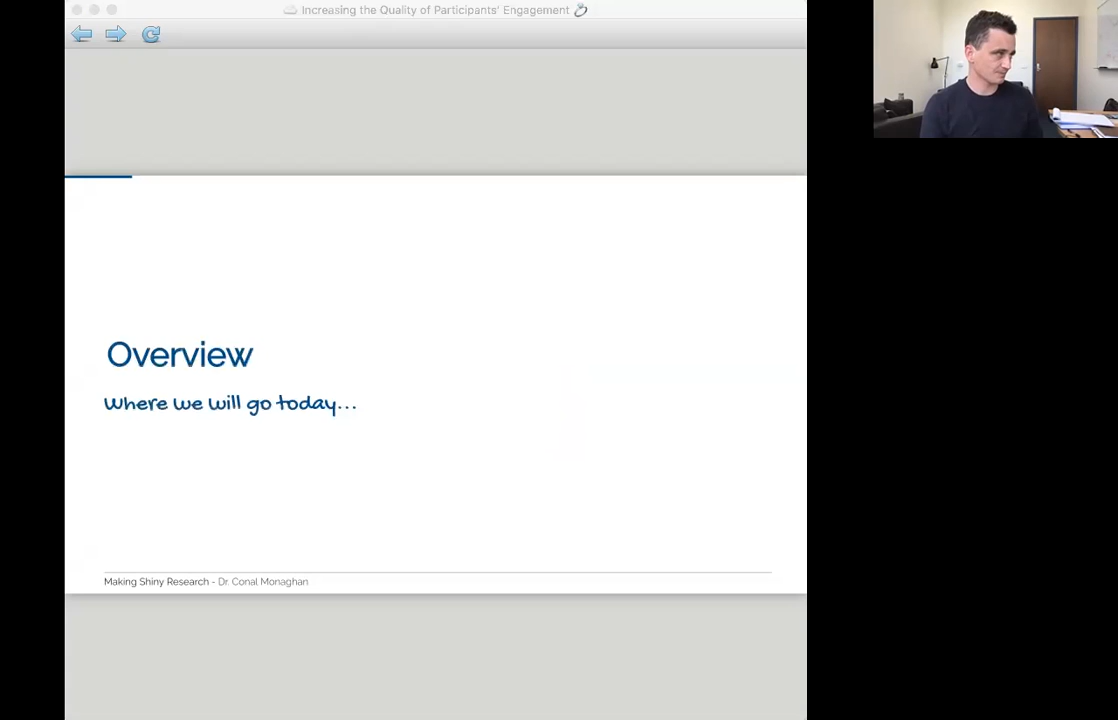 Increasing the Quality of Participants' Engagement
Overview
Where we will go today...
Making Shiny Research - Dr. Conal Monaghan